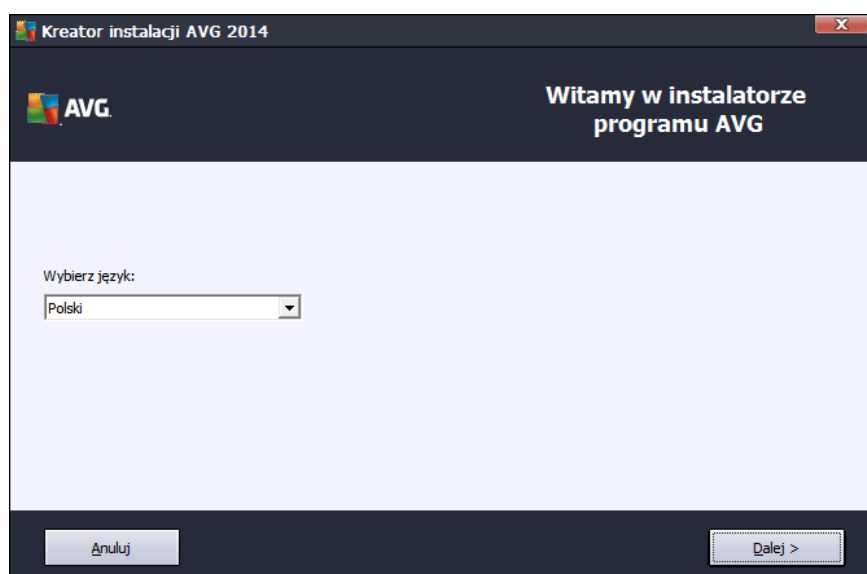 Kreator instalacji AVG 2014
X
AVG.
Witamy w instalatorze
programu AVG
Wybierz język:
Polski
Anuluj
Dalej >